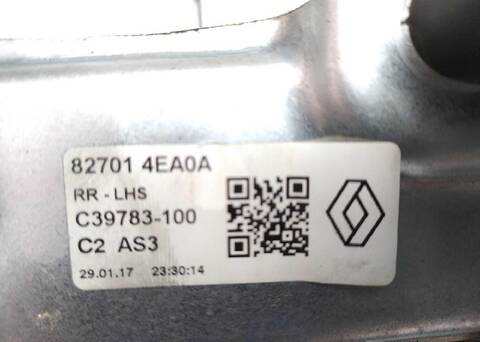 82701 4EA0A
RR - LHS
C39783-100
C2 AS3
29.01.17 23:30:14